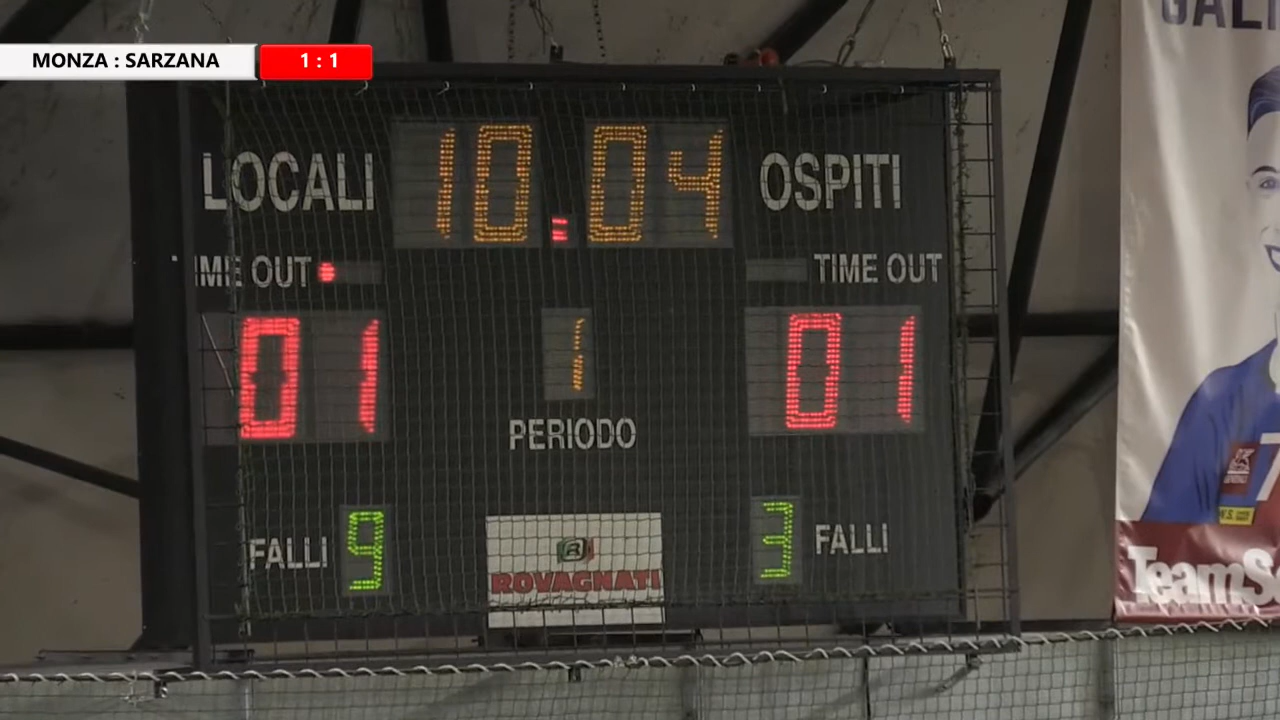 MONZA : SARZANA 1 : 1
LOCALI 10:04 OSPITI
TIME OUT TIME OUT
01 1 01
PERIODO
FALLI 9 3 FALLI
ROVAGNATI
TeamS